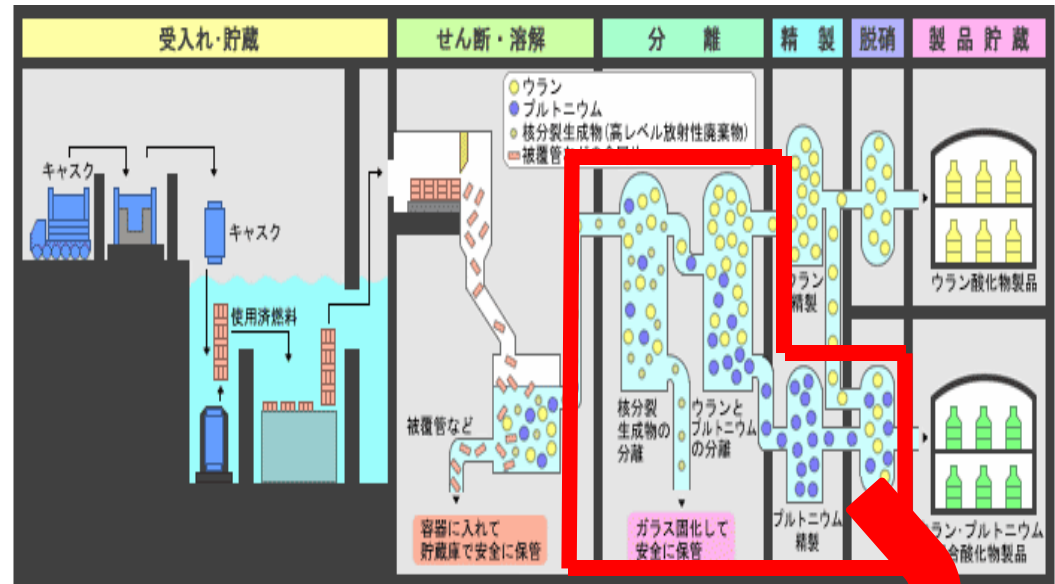 受入れ・貯蔵
せん断・溶解
分離
精製
脱硝
製品貯蔵
ウラン
プルトニウム
核分裂生成物(高レベル放射性廃棄物)
被覆管など
キャスク
キャスク
使用済燃料
被覆管など
容器に入れて
貯蔵庫で安全に保管
核分裂
生成物の
分離
ウランと
プルトニウム
の分離
ガラス固化して
安全に保管
ウラン
精製
プルトニウム
精製
ウラン酸化物製品
ラン・プルトニウム
合酸化物製品